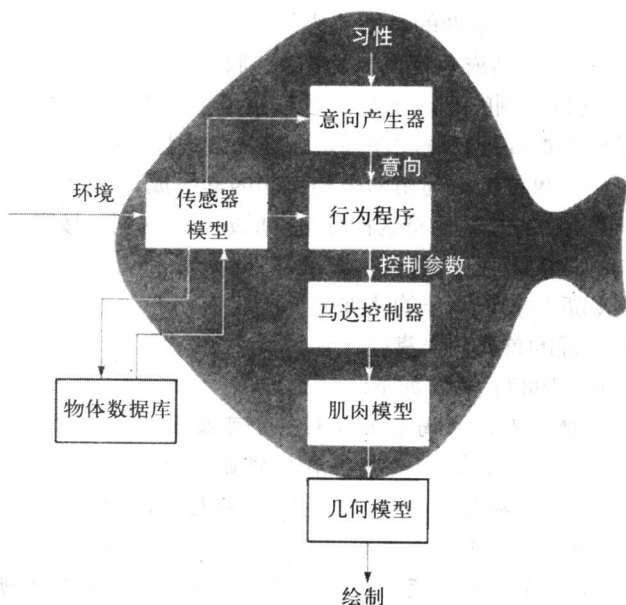 习性
意向产生器
意向
环境
传感器
模型
行为程序
控制参数
马达控制器
物体数据库
肌肉模型
几何模型
绘制